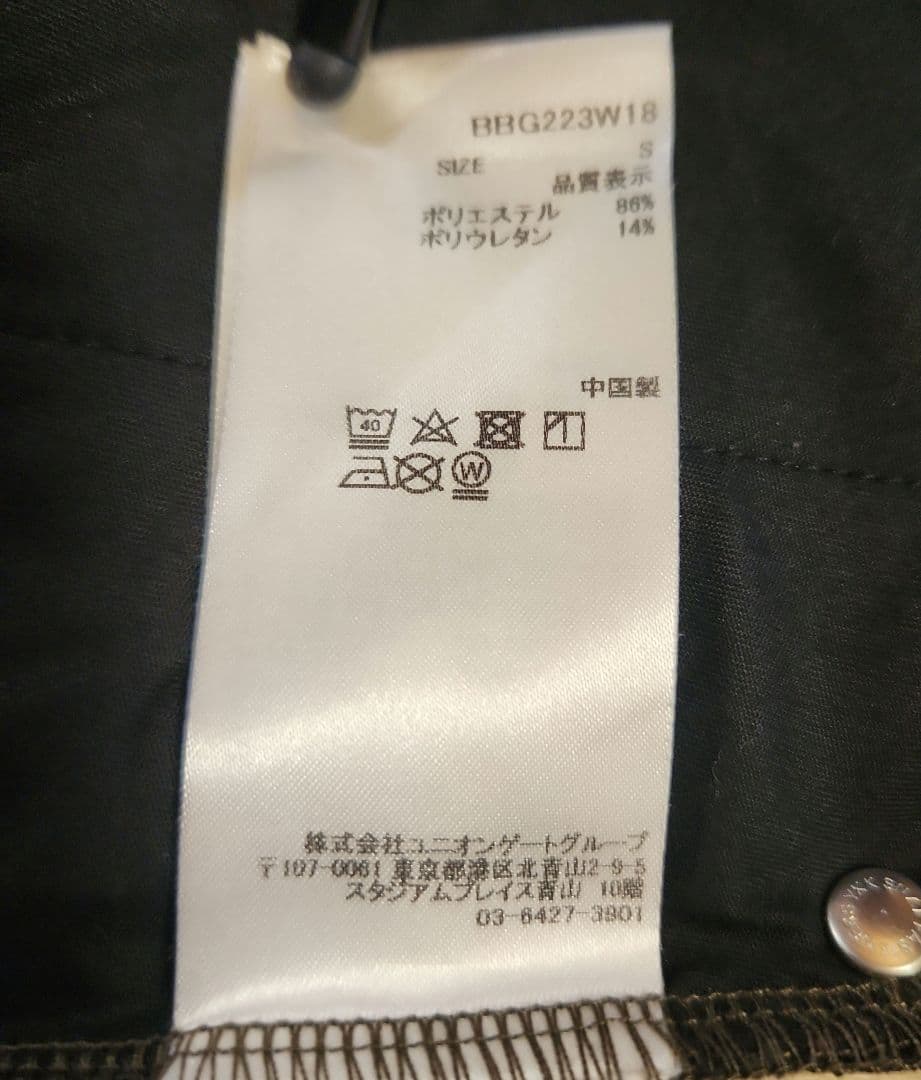 BBG223W18
SIZE S
品質表示
ポリエステル 86%
ポリウレタン 14%
中国製
40
W
株式会社ユニオンゲートグループ
〒107-0061 東京都港区北青山2-9-5
スタジアムプレイス青山 10階
03-6427-3901
YKK